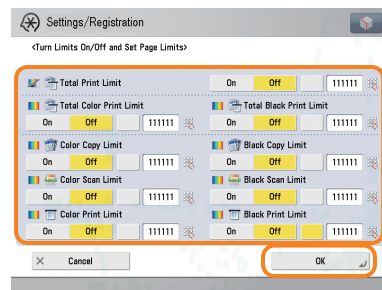 Settings/Registration
<Turn Limits On/Off and Set Page Limits>
Total Print Limit On Off 111111
Total Color Print Limit Total Black Print Limit
On Off 111111 On Off 111111
Color Copy Limit Black Copy Limit
On Off 111111 On Off 111111
Color Scan Limit Black Scan Limit
On Off 111111 On Off 111111
Color Print Limit Black Print Limit
On Off 111111 On Off 111111
Cancel OK